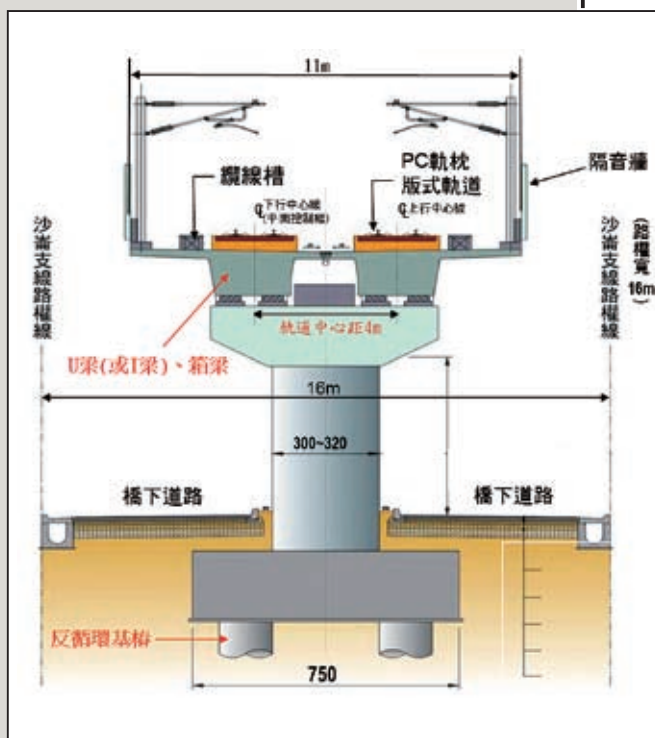 11m
纜線槽
PC軌枕
版式軌道
隔音牆
℄下行中心線
(平面控制線)
℄上行中心線
沙崙支線路權線
沙崙支線路權線
(路權寬16m)
軌道中心距4m
U梁(或I梁)、箱梁
16m
300~320
橋下道路
橋下道路
反循環基樁
750